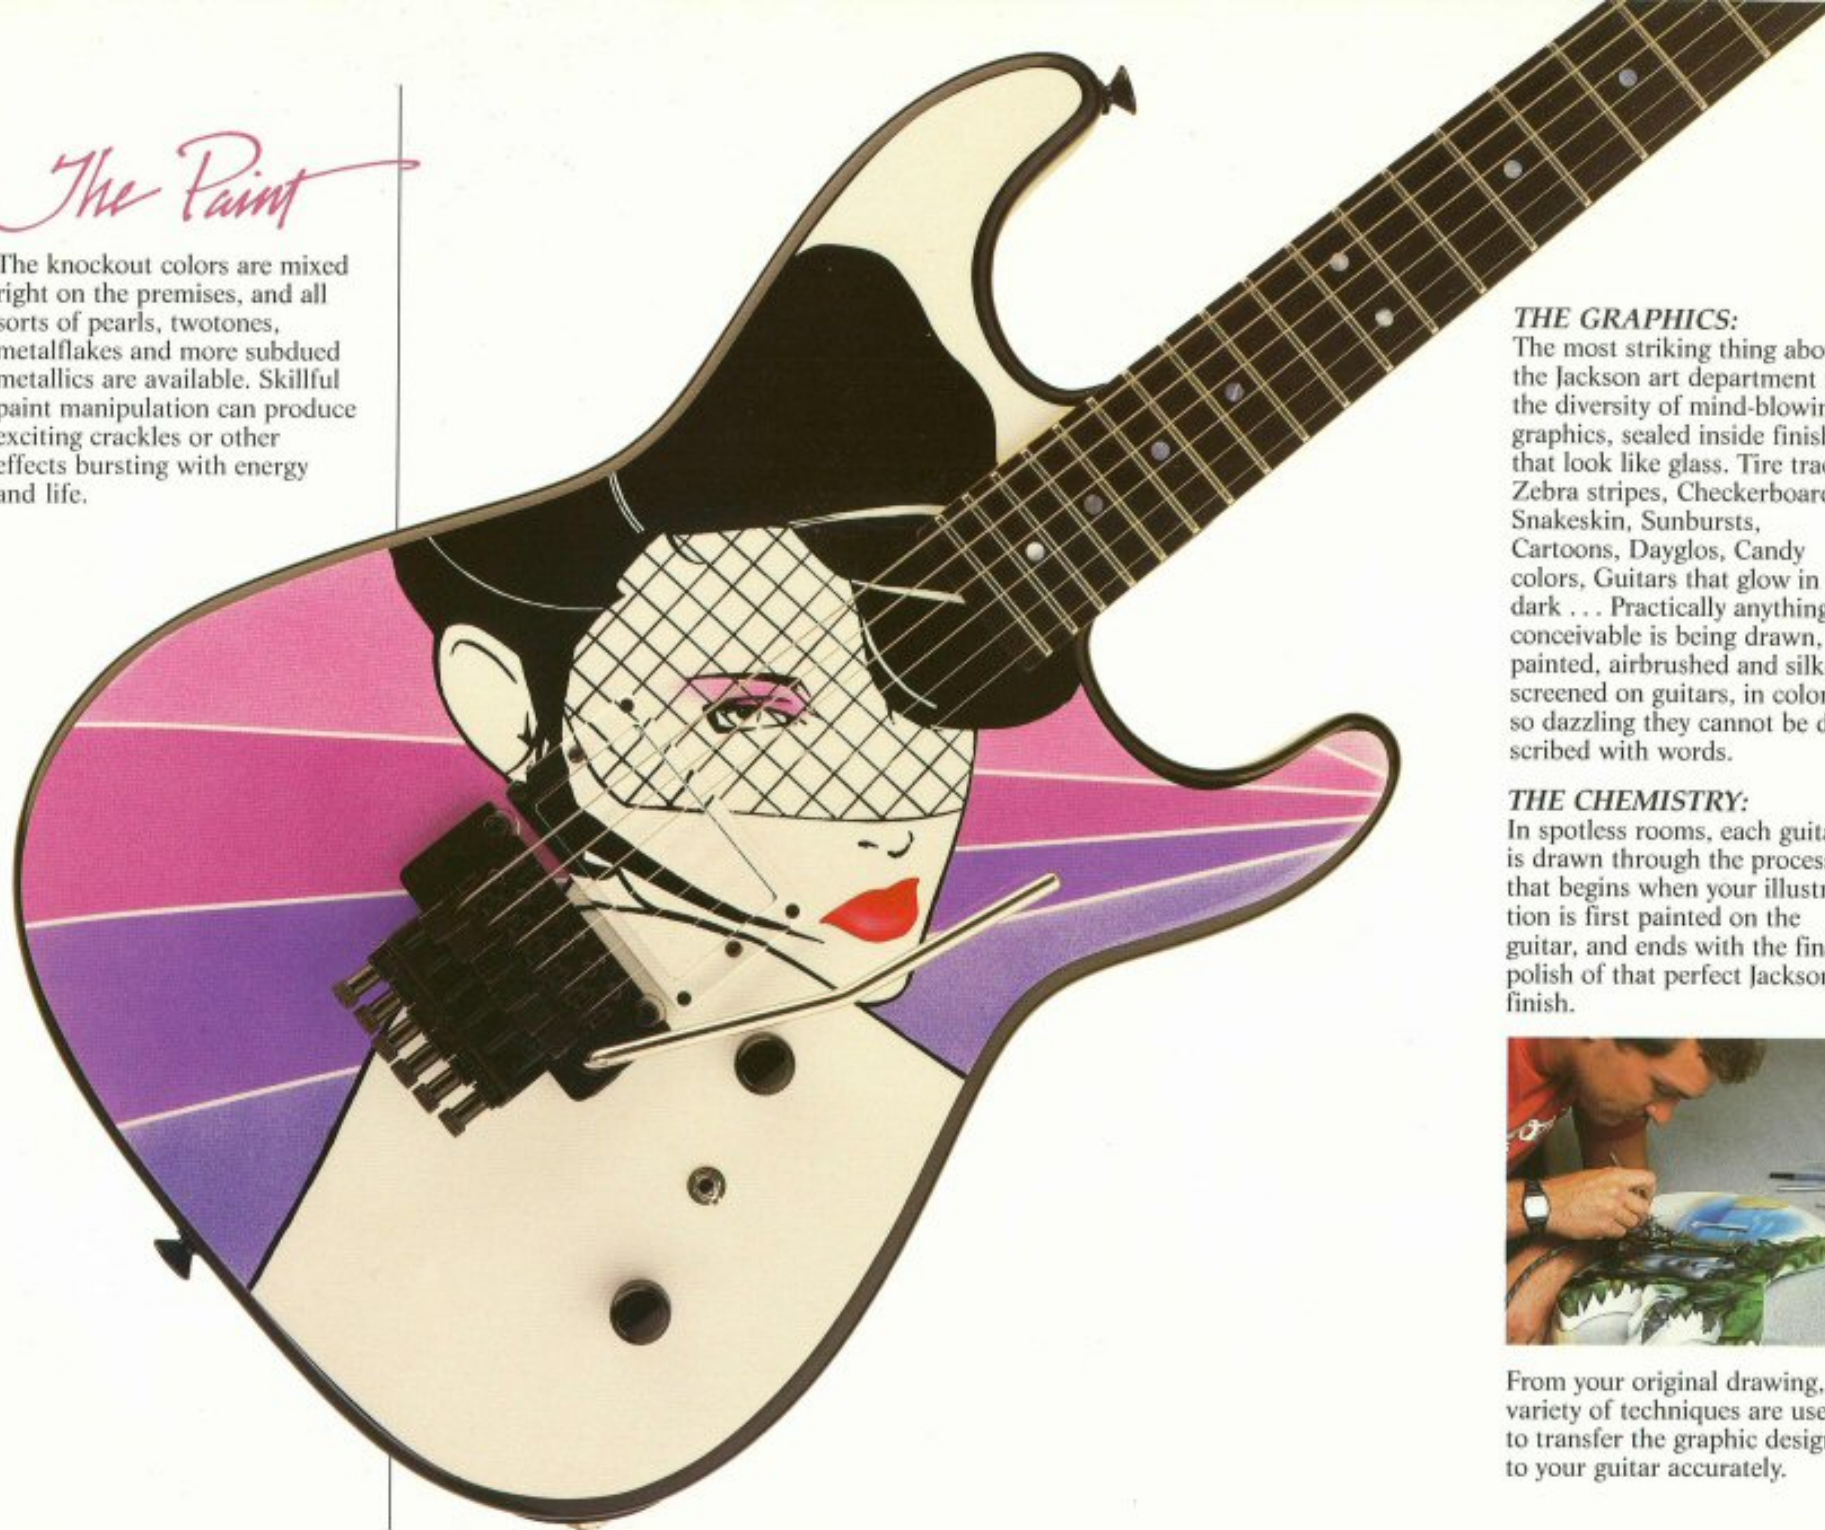 The Paint
The knockout colors are mixed
right on the premises, and all
sorts of pearls, twotones,
metalflakes and more subdued
metallics are available. Skillful
paint manipulation can produce
exciting crackles or other
effects bursting with energy
and life.
THE GRAPHICS:
The most striking thing abo
the Jackson art department
the diversity of mind-blowin
graphics, sealed inside finish
that look like glass. Tire trac
Zebra stripes, Checkerboard
Snakeskin, Sunbursts,
Cartoons, Dayglos, Candy
colors, Guitars that glow in
dark . . . Practically anything
conceivable is being drawn,
painted, airbrushed and silk
screened on guitars, in color
so dazzling they cannot be d
scribed with words.
THE CHEMISTRY:
In spotless rooms, each guita
is drawn through the process
that begins when your illustr
tion is first painted on the
guitar, and ends with the fin
polish of that perfect Jackson
finish.
From your original drawing,
variety of techniques are use
to transfer the graphic design
to your guitar accurately.